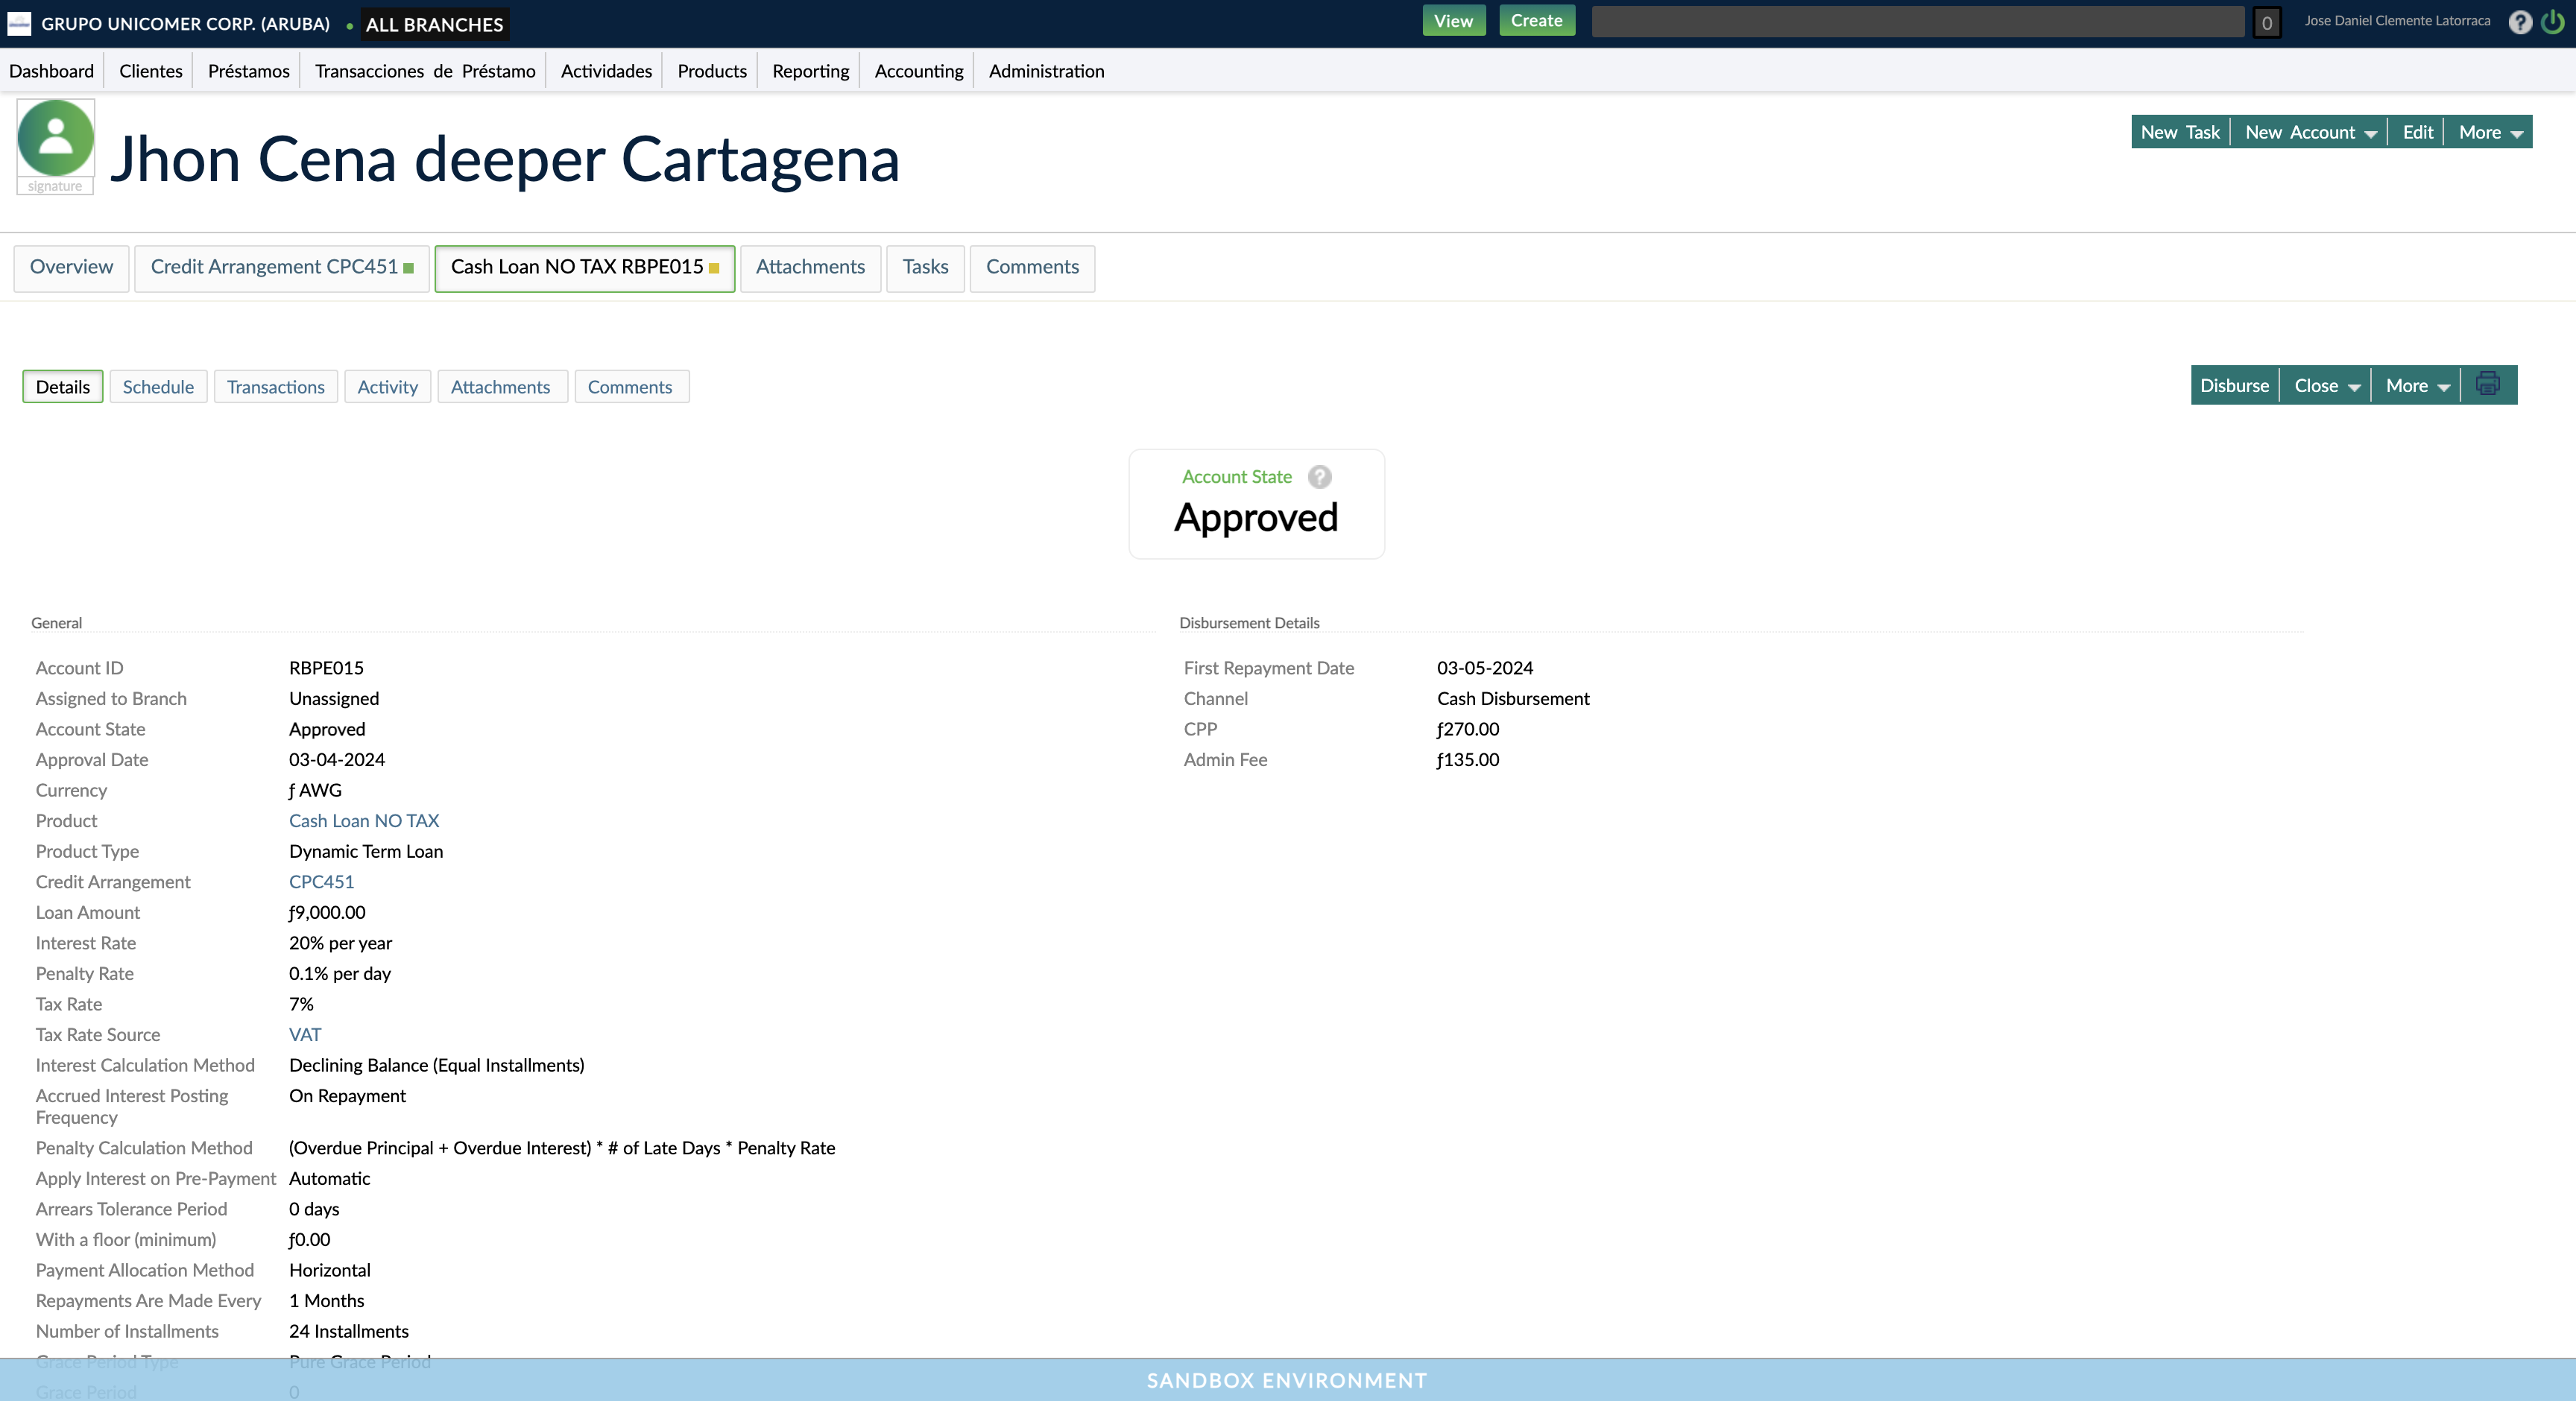 GRUPO UNICOMER CORP. (ARUBA) • ALL BRANCHES View Create 0 Jose Daniel Clemente Latorraca ?
Dashboard Clientes Préstamos Transacciones de Préstamo Actividades Products Reporting Accounting Administration
signature
Jhon Cena deeper Cartagena
New Task New Account Edit More
Overview Credit Arrangement CPC451 Cash Loan NO TAX RBPE015 Attachments Tasks Comments
Details Schedule Transactions Activity Attachments Comments
Disburse Close More
Account State ?
Approved
General
Account ID RBPE015
Assigned to Branch Unassigned
Account State Approved
Approval Date 03-04-2024
Currency ƒ AWG
Product Cash Loan NO TAX
Product Type Dynamic Term Loan
Credit Arrangement CPC451
Loan Amount ƒ9,000.00
Interest Rate 20% per year
Penalty Rate 0.1% per day
Tax Rate 7%
Tax Rate Source VAT
Interest Calculation Method Declining Balance (Equal Installments)
Accrued Interest Posting Frequency On Repayment
Penalty Calculation Method (Overdue Principal + Overdue Interest) * # of Late Days * Penalty Rate
Apply Interest on Pre-Payment Automatic
Arrears Tolerance Period 0 days
With a floor (minimum) ƒ0.00
Payment Allocation Method Horizontal
Repayments Are Made Every 1 Months
Number of Installments 24 Installments
Grace Period Type Pure Grace Period
Grace Period 0
Disbursement Details
First Repayment Date 03-05-2024
Channel Cash Disbursement
CPP ƒ270.00
Admin Fee ƒ135.00
SANDBOX ENVIRONMENT